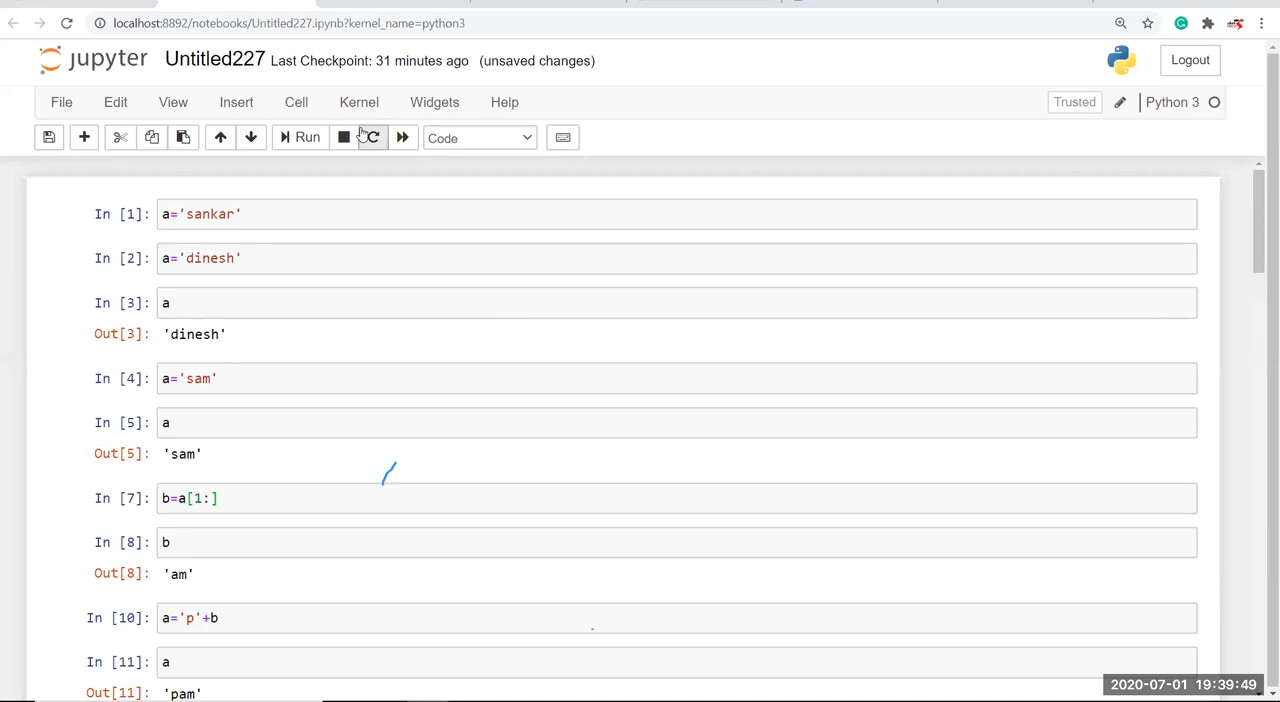 localhost:8892/notebooks/Untitled227.ipynb?kernel_name=python3
jupyter Untitled227 Last Checkpoint: 31 minutes ago (unsaved changes) Logout
File Edit View Insert Cell Kernel Widgets Help Trusted Python 3
Run Code
In [1]: a='sankar'
In [2]: a='dinesh'
In [3]: a
Out[3]: 'dinesh'
In [4]: a='sam'
In [5]: a
Out[5]: 'sam'
In [7]: b=a[1:]
In [8]: b
Out[8]: 'am'
In [10]: a='p'+b
In [11]: a
Out[11]: 'pam'
2020-07-01 19:39:49